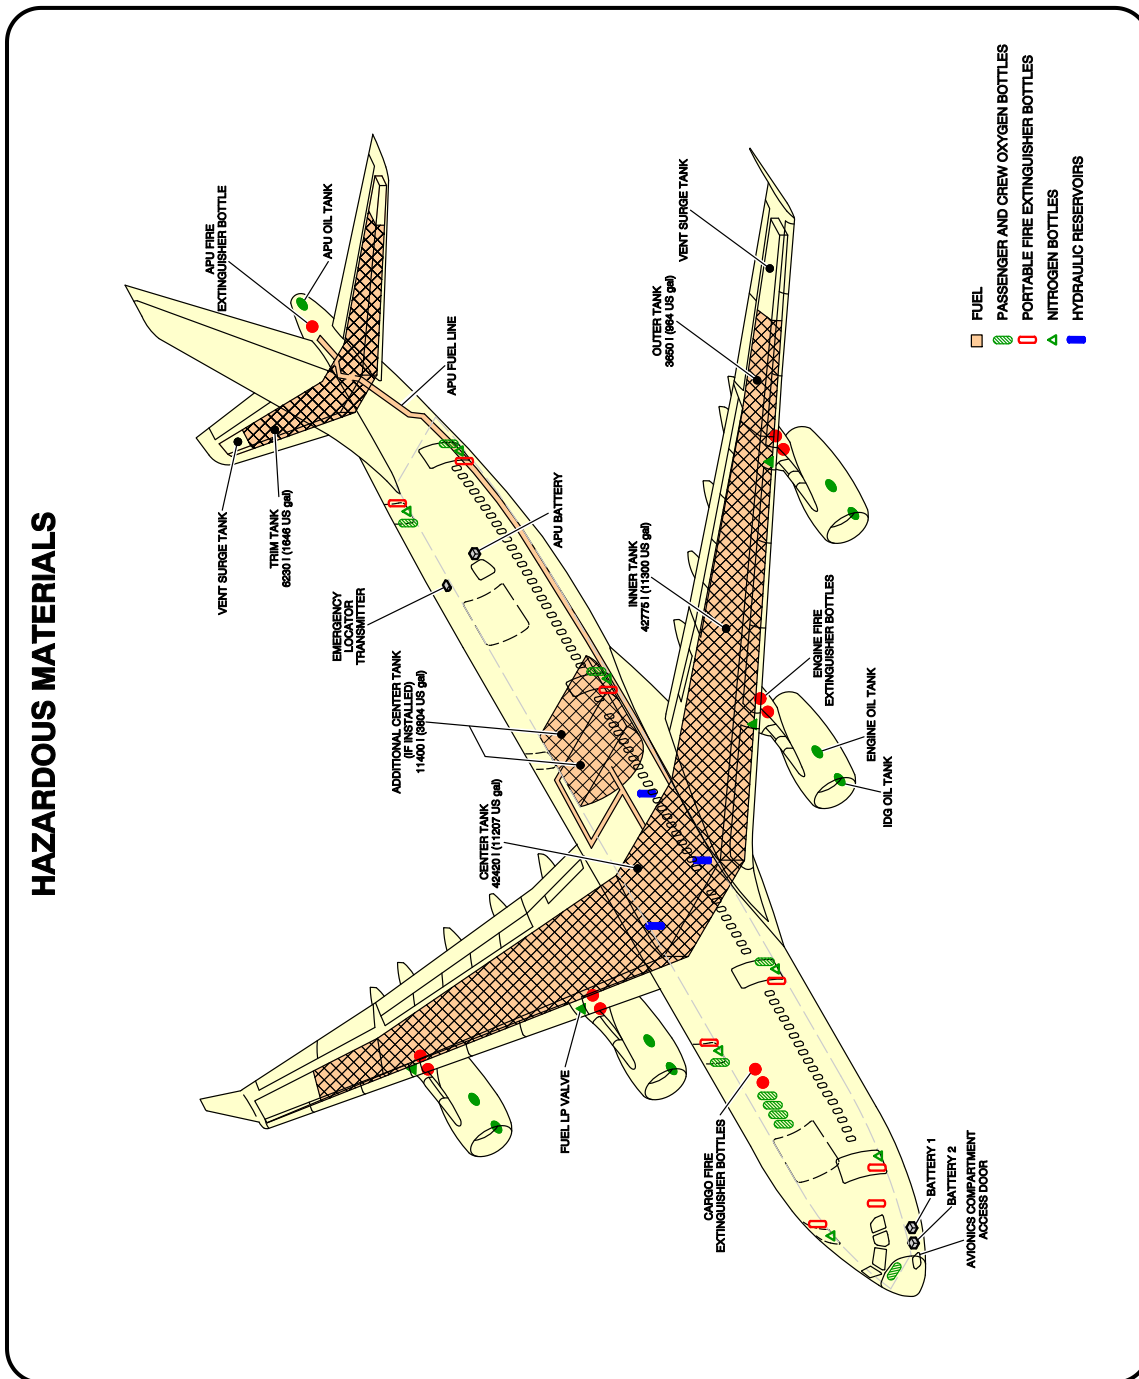 HAZARDOUS MATERIALS
VENT SURGE TANK
TRIM TANK
6230 l (1646 US gal)
APU FIRE
EXTINGUISHER BOTTLE
APU OIL TANK
APU FUEL LINE
APU BATTERY
EMERGENCY
LOCATOR
TRANSMITTER
ADDITIONAL CENTER TANK
(IF INSTALLED)
11400 l (3804 US gal)
CENTER TANK
42420 l (11207 US gal)
INNER TANK
42775 l (11300 US gal)
OUTER TANK
3650 l (964 US gal)
VENT SURGE TANK
ENGINE FIRE
EXTINGUISHER BOTTLES
ENGINE OIL TANK
IDG OIL TANK
FUEL LP VALVE
CARGO FIRE
EXTINGUISHER BOTTLES
BATTERY 1
BATTERY 2
AVIONICS COMPARTMENT
ACCESS DOOR
FUEL
PASSENGER AND CREW OXYGEN BOTTLES
PORTABLE FIRE EXTINGUISHER BOTTLES
NITROGEN BOTTLES
HYDRAULIC RESERVOIRS